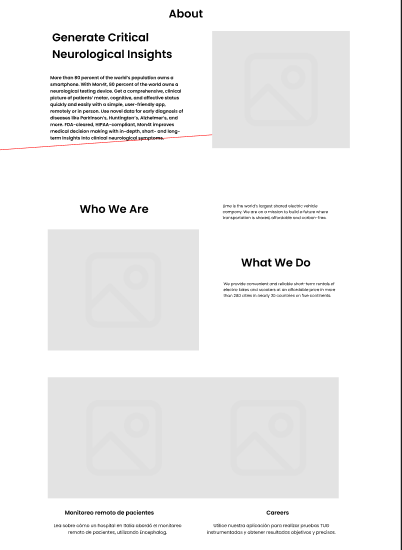 About
Generate Critical
Neurological Insights
More than 60 percent of the world's population owns a
smartphone. With Mon4t, 60 percent of the world owns a
neurological testing device. Get a comprehensive, clinical
picture of patients' motor, cognitive, and affective status
quickly and easily with a simple, user-friendly app,
remotely or in person. Use novel data for early diagnosis of
diseases like Parkinson's, Huntington's, Alzheimer's, and
more. FDA-cleared, HIPAA-compliant, Mon4t improves
medical decision making with in-depth, short- and long-
term insights into clinical neurological symptoms.
Who We Are
Lime is the world's largest shared electric vehicle
company. We are on a mission to build a future where
transportation is shared, affordable and carbon-free.
What We Do
We provide convenient and reliable short-term rentals of
electric bikes and scooters at an affordable price in more
than 280 cities in nearly 30 countries on five continents.
Monitoreo remoto de pacientes
Careers
Lea sobre cómo un hospital en Italia abordó el monitoreo
remoto de pacientes, utilizando Encephalog.
Utilice nuestra aplicación para realizar pruebas TUG
instrumentadas y obtener resultados objetivos y precisos.